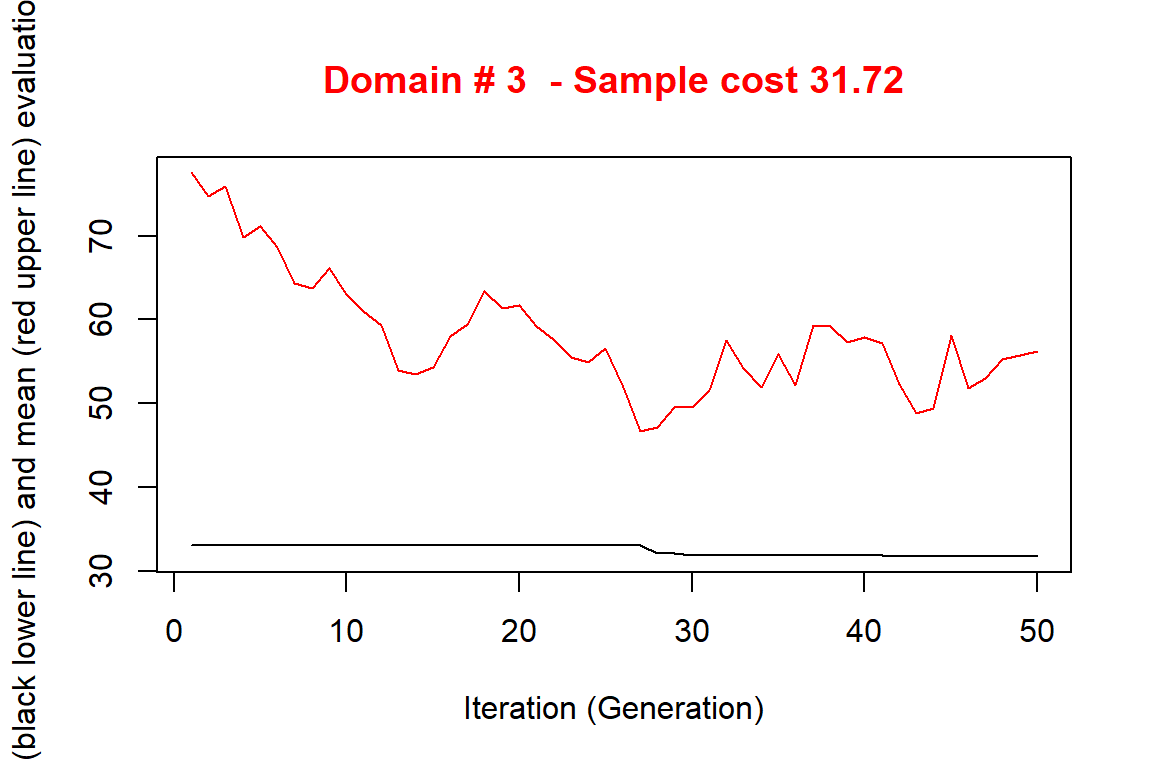 Domain # 3  - Sample cost 31.72
(black lower line) and mean (red upper line) evaluatio
70
60
50
40
30
0 10 20 30 40 50
Iteration (Generation)